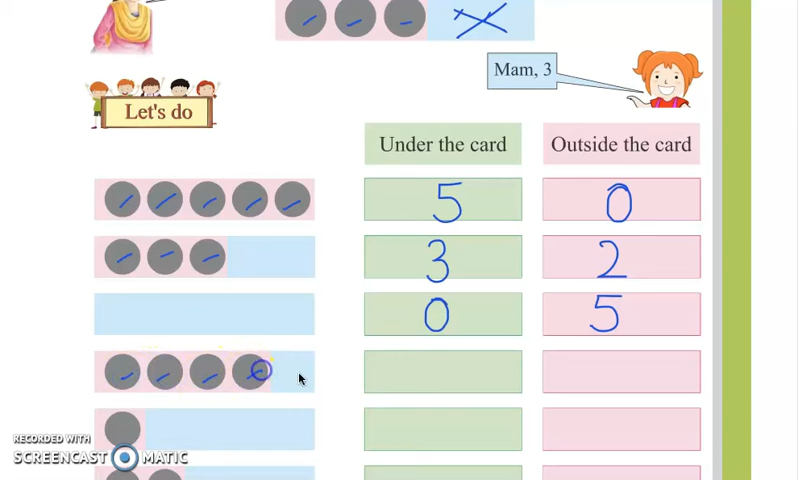 Mam, 3
Let's do
Under the card
Outside the card
5 0
3 2
0 5
RECORDED WITH
SCREENCAST MATIC